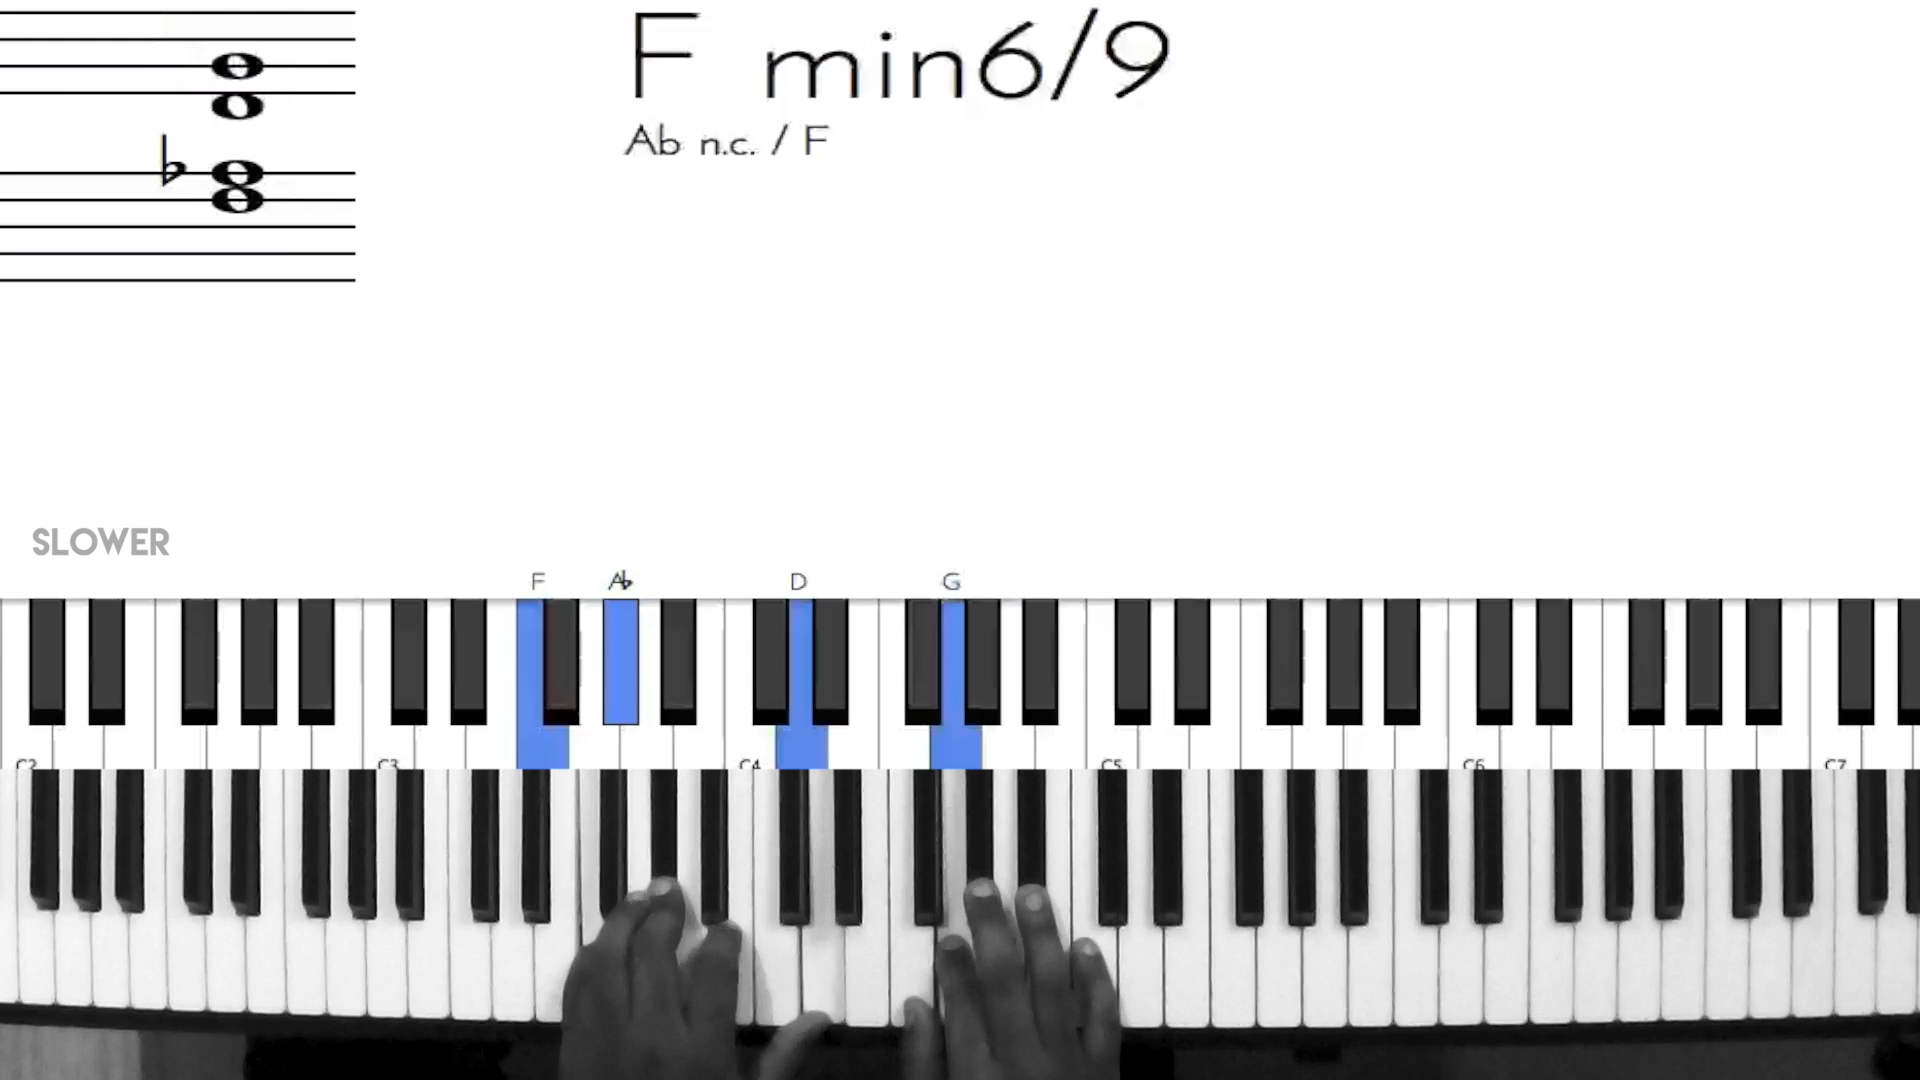 F min6/9
Ab n.c. / F
SLOWER
F Ab D G
C2 C3 C4 C5 C6 C7